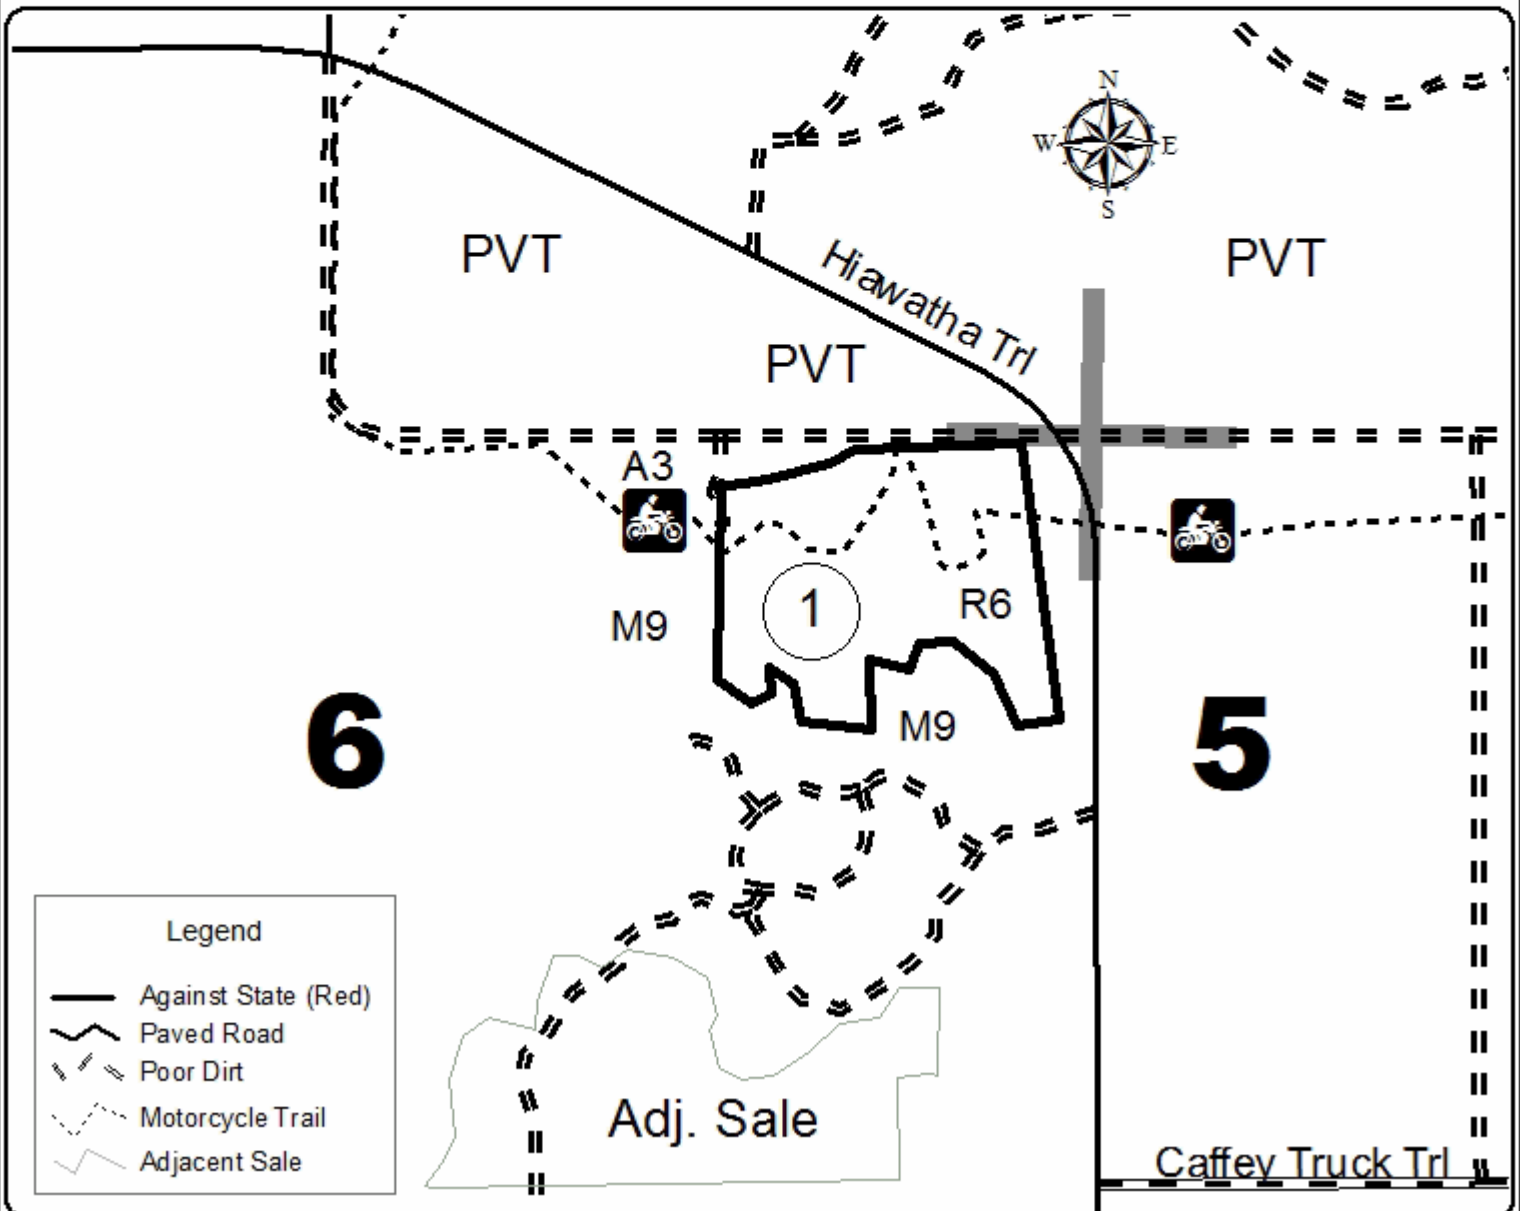 N
W E
S
PVT
Hiawatha Trl
PVT
PVT
A3
M9
1
R6
6
M9
5
Legend
Against State (Red)
Paved Road
Poor Dirt
Motorcycle Trail
Adjacent Sale
Adj. Sale
Caffey Truck Trl